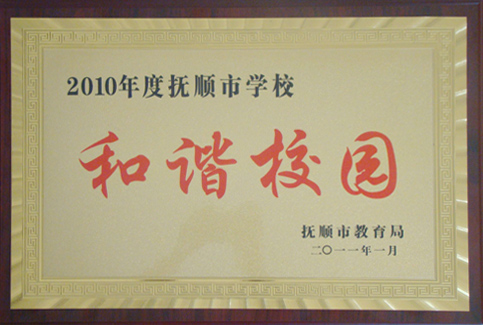 2010年度抚顺市学校
和谐校园
抚顺市教育局
二〇一一年一月